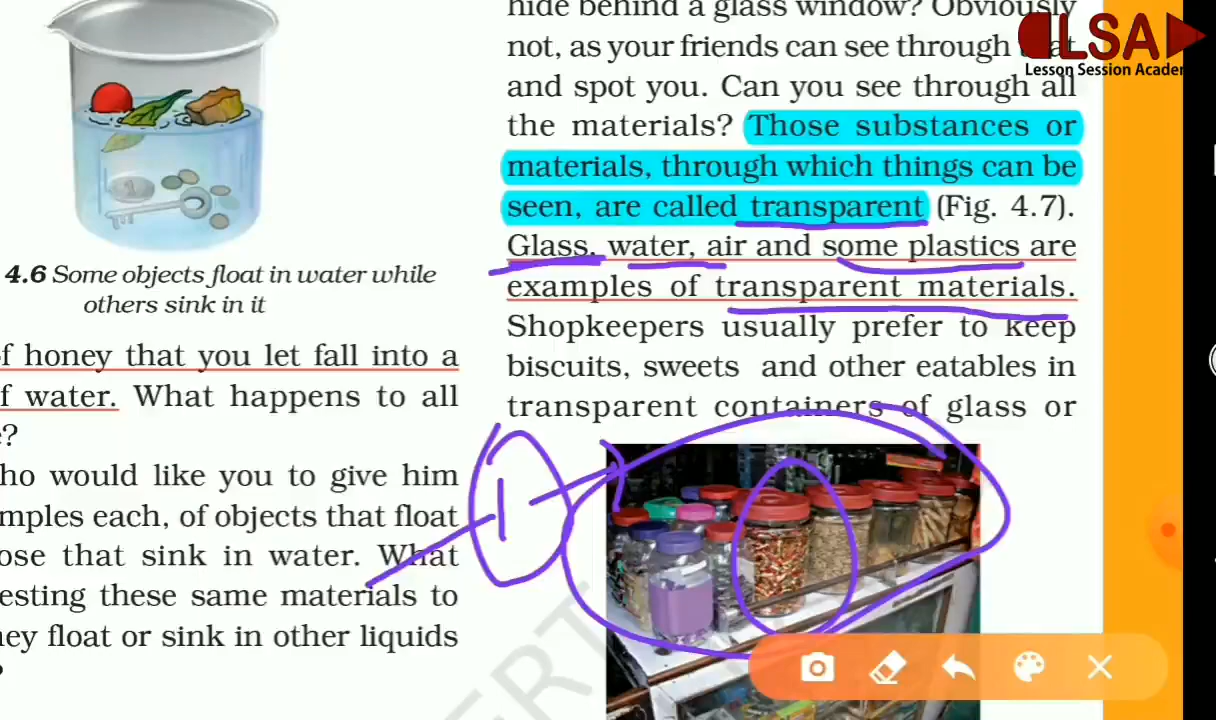 4.6 Some objects float in water while
others sink in it
of honey that you let fall into a
f water. What happens to all
e?
ho would like you to give him
mples each, of objects that float
ose that sink in water. What
esting these same materials to
hey float or sink in other liquids
?
hide behind a glass window? Obviously
not, as your friends can see through that
and spot you. Can you see through all
the materials? Those substances or
materials, through which things can be
seen, are called transparent (Fig. 4.7).
Glass, water, air and some plastics are
examples of transparent materials.
Shopkeepers usually prefer to keep
biscuits, sweets and other eatables in
transparent containers of glass or
1
LSA
Lesson Session Academ
ERT